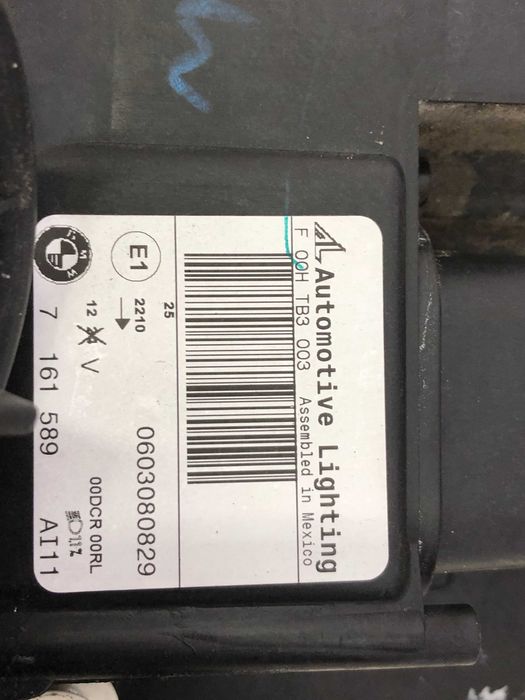 Automotive Lighting
F 00H TB3 003 Assembled in Mexico
25
E1
2210
0603080829
12 V
00DCR 00RL
7 161 589
AI11